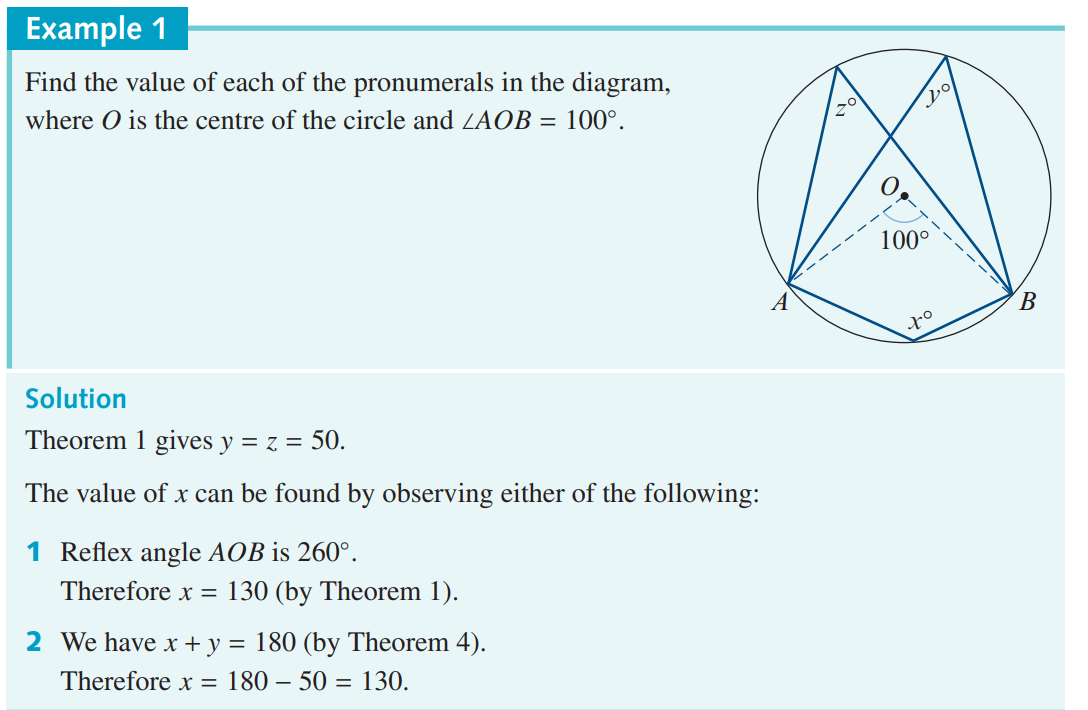 Example 1
Find the value of each of the pronumerals in the diagram,
where O is the centre of the circle and ∠AOB = 100°.
z°
y°
O
100°
A
B
x°
Solution
Theorem 1 gives y = z = 50.
The value of x can be found by observing either of the following:
1 Reflex angle AOB is 260°.
Therefore x = 130 (by Theorem 1).
2 We have x + y = 180 (by Theorem 4).
Therefore x = 180 − 50 = 130.